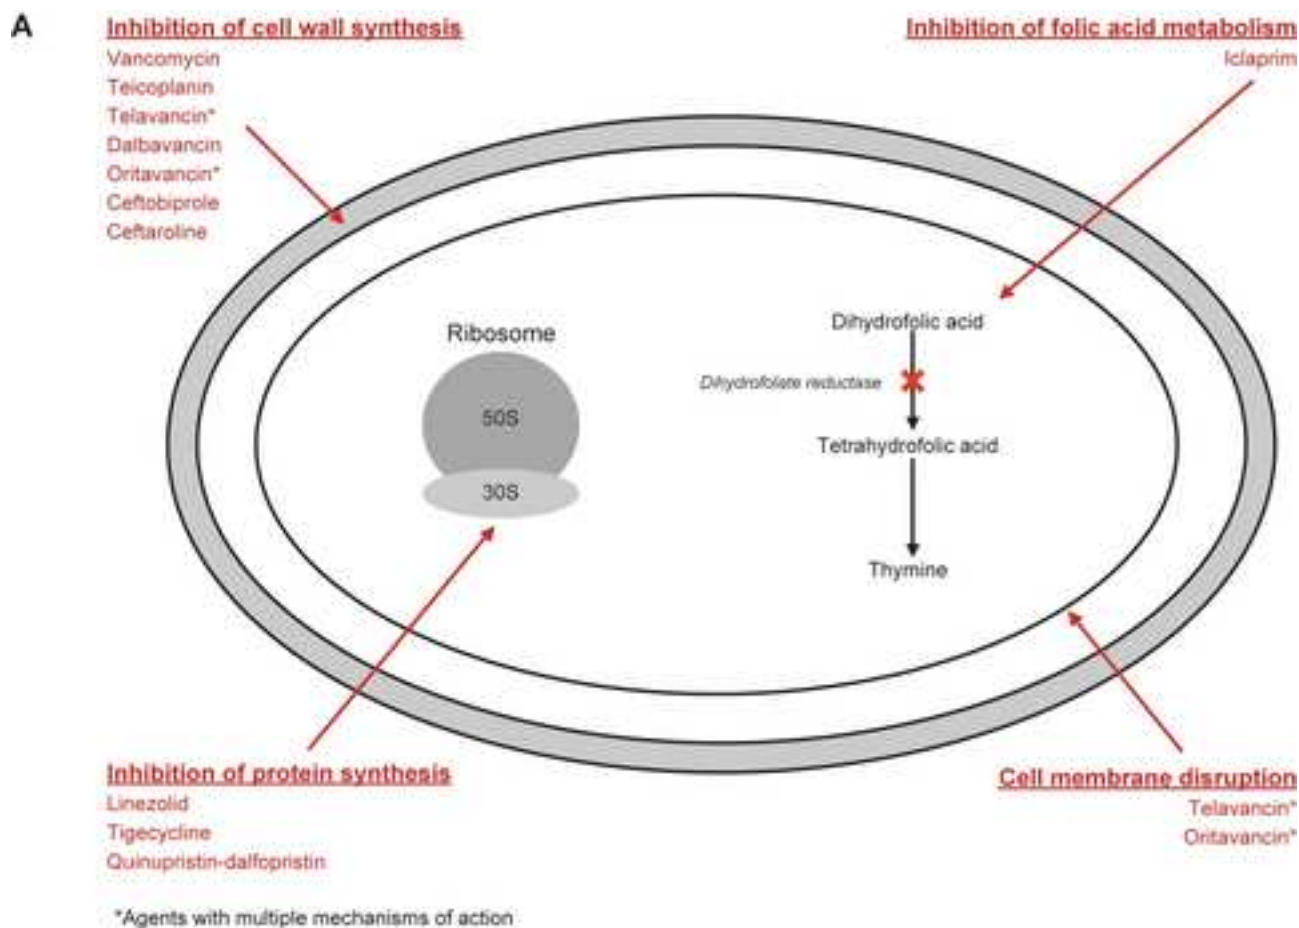 A
Inhibition of cell wall synthesis
Vancomycin
Teicoplanin
Telavancin*
Dalbavancin
Oritavancin*
Ceftobiprole
Ceftaroline
Inhibition of folic acid metabolism
Iclaprim
Ribosome
50S
30S
Dihydrofolic acid
Dihydrofolate reductase
Tetrahydrofolic acid
Thymine
Inhibition of protein synthesis
Linezolid
Tigecycline
Quinupristin-dalfopristin
Cell membrane disruption
Telavancin*
Oritavancin*
*Agents with multiple mechanisms of action